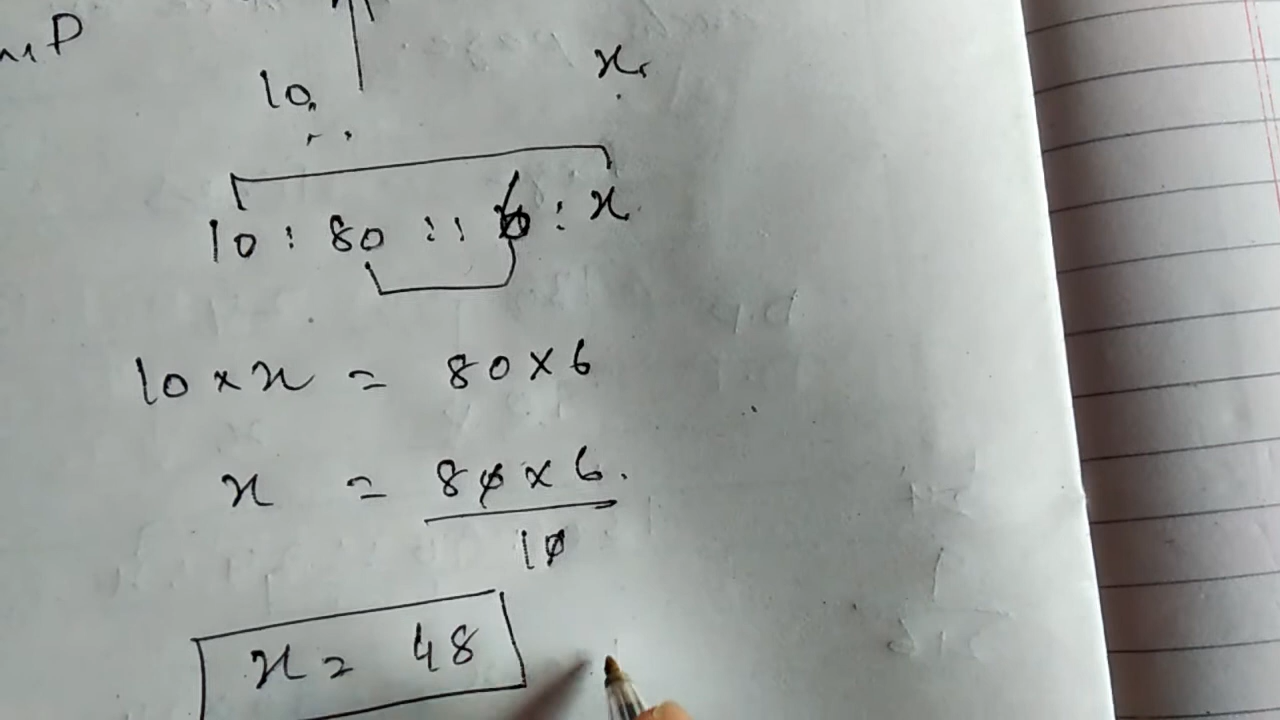 10
x
10 : 80 :: 6 : x
10 × x = 80 × 6
x = 80 × 6
10
x = 48